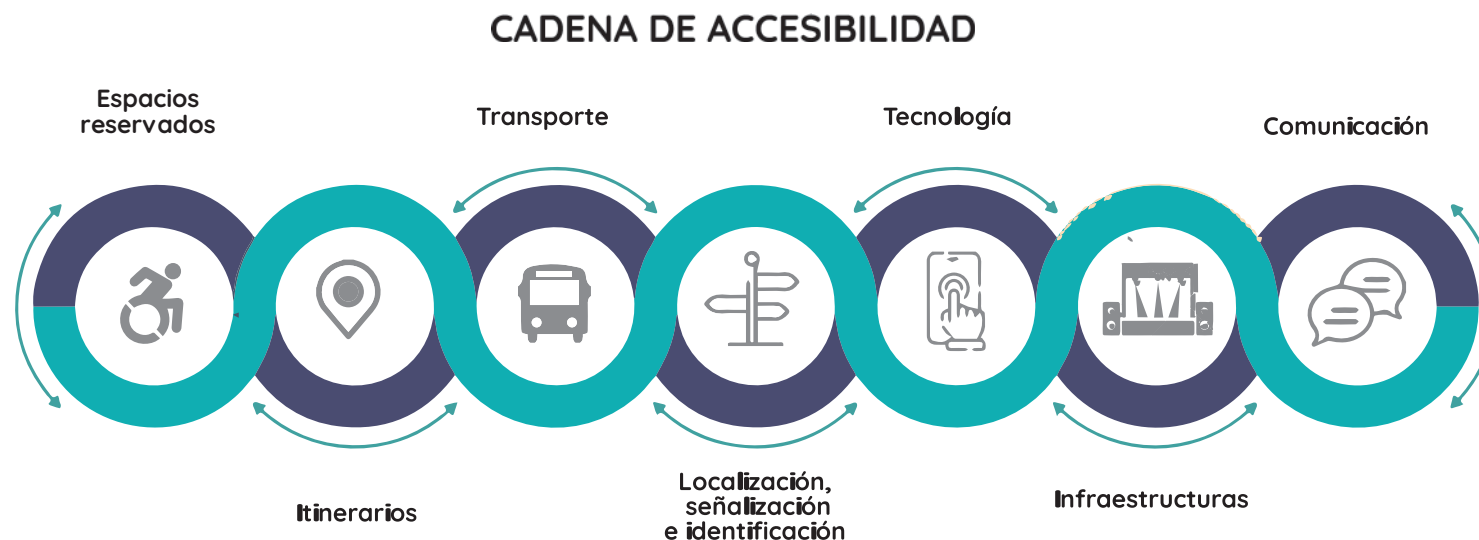 CADENA DE ACCESIBILIDAD
Espacios
reservados
Itinerarios
Transporte
Localización,
señalización
e identificación
Tecnología
Infraestructuras
Comunicación